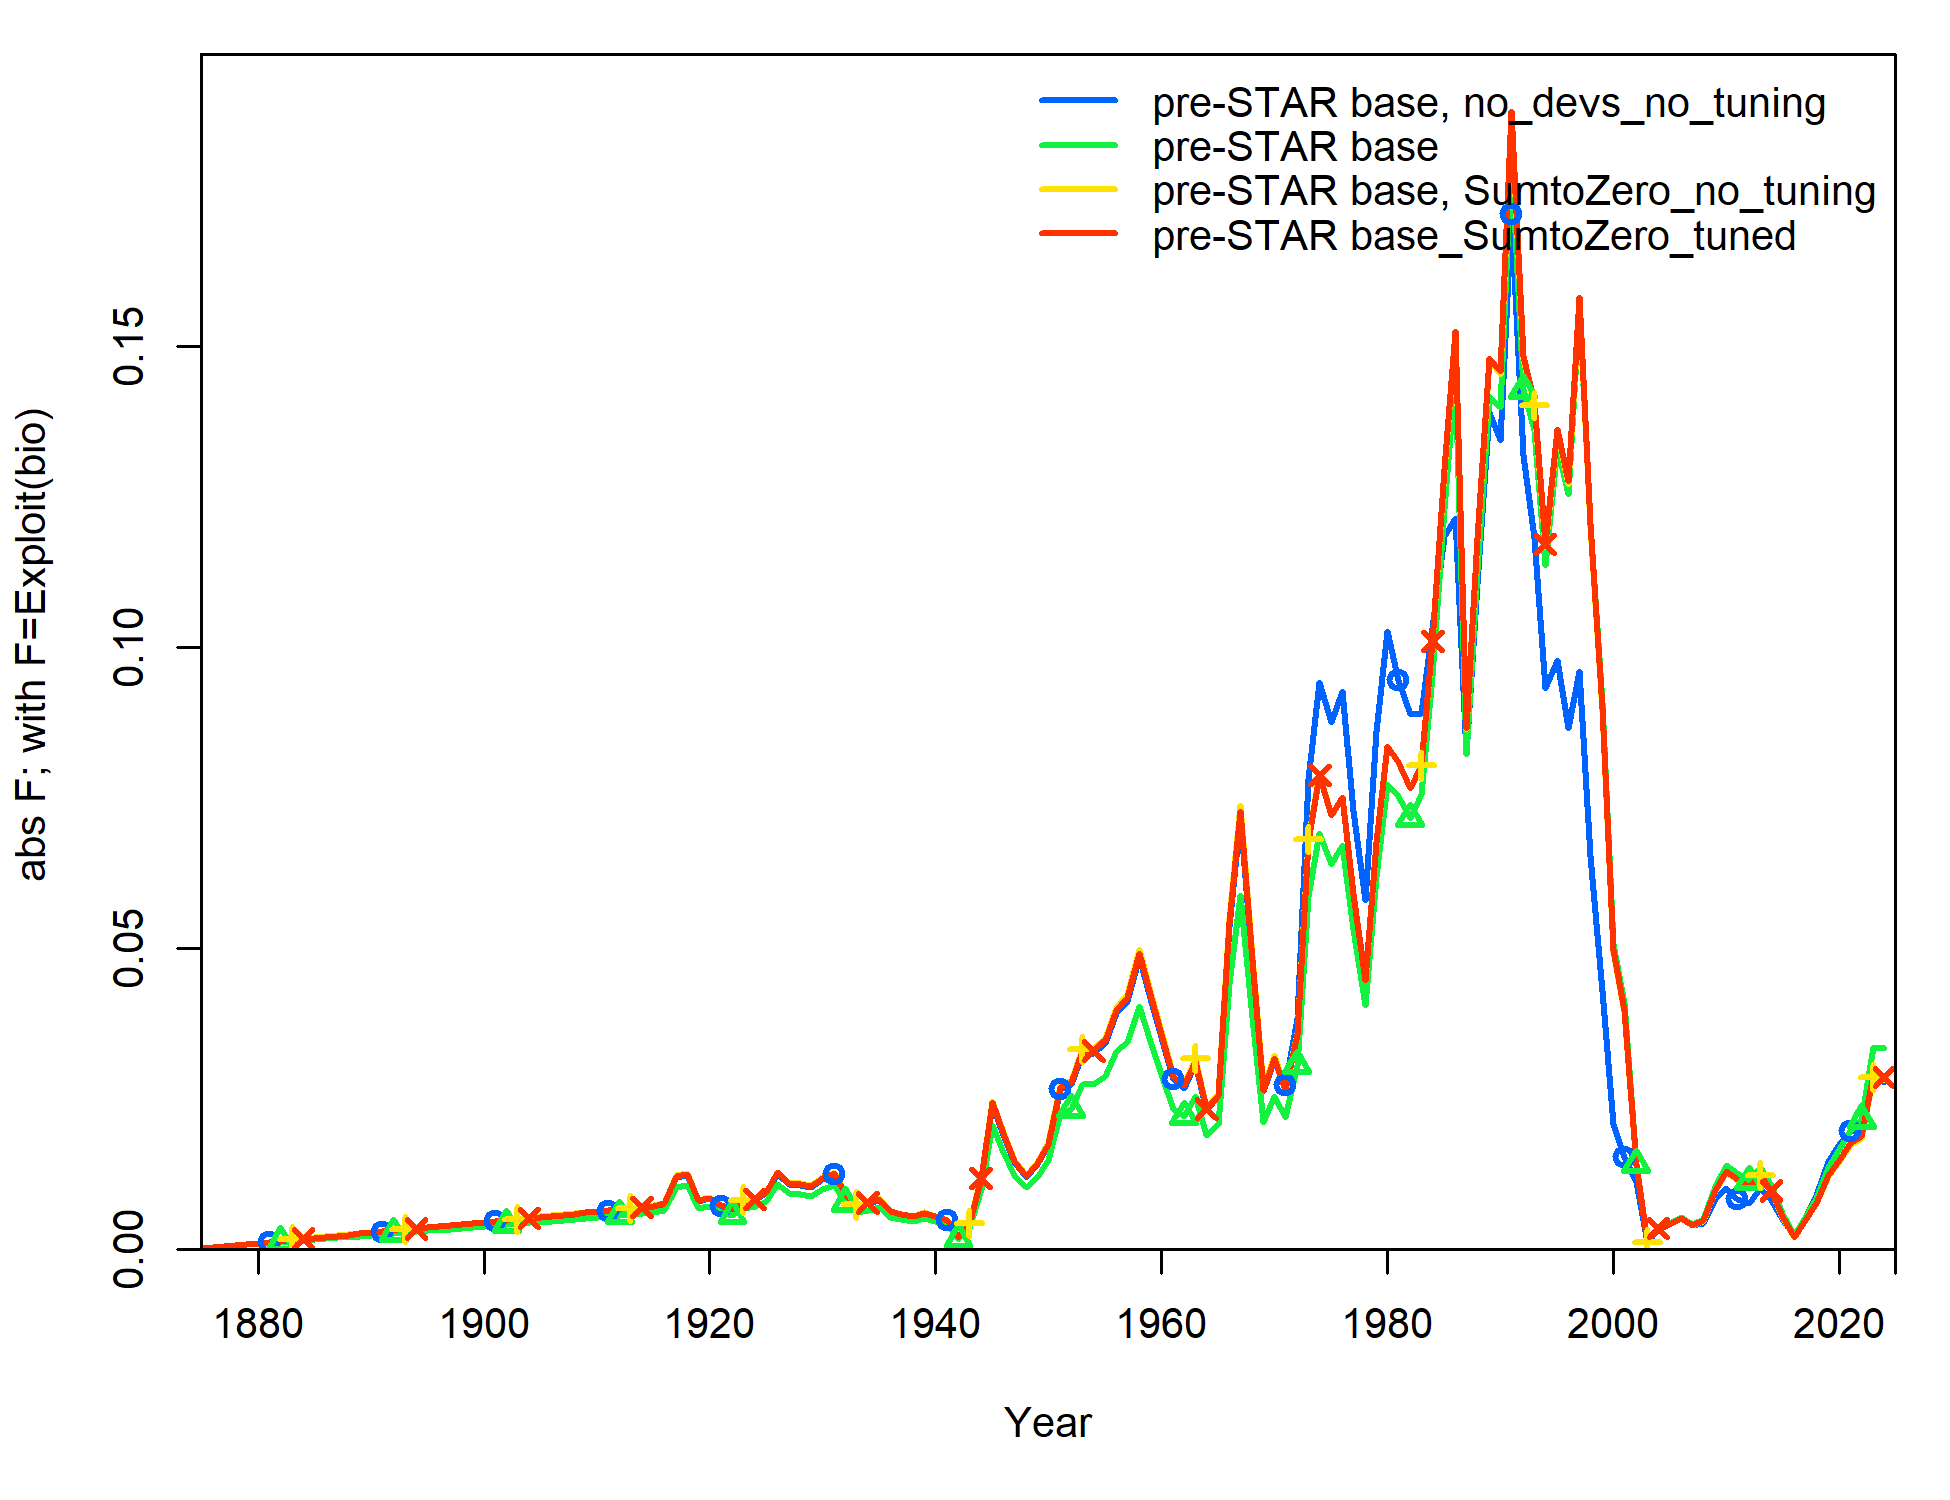 pre-STAR base, no_devs_no_tuning
pre-STAR base
pre-STAR base, SumtoZero_no_tuning
pre-STAR base_SumtoZero_tuned
abs F; with F=Exploit(bio)
0.15
0.10
0.05
0.00
1880 1900 1920 1940 1960 1980 2000 2020
Year